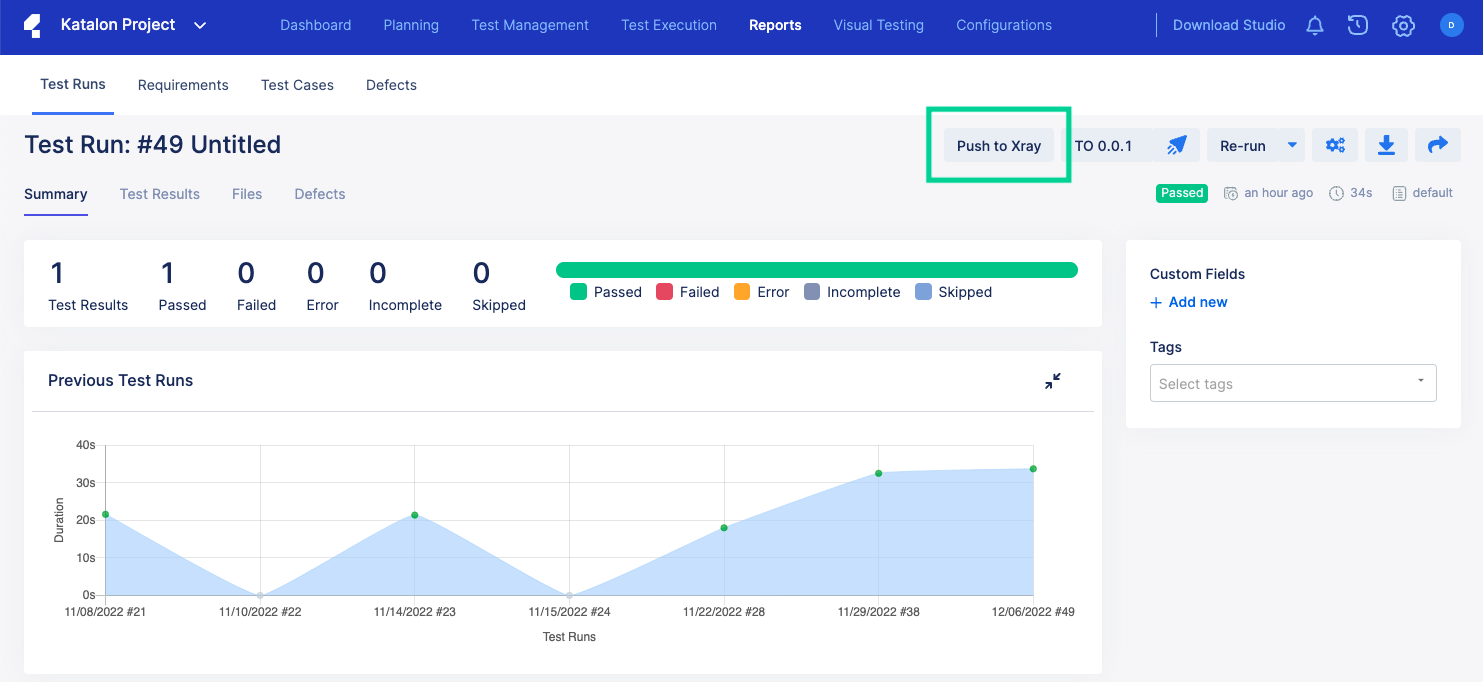 Katalon Project
Dashboard Planning Test Management Test Execution Reports Visual Testing Configurations
Download Studio
D
Test Runs Requirements Test Cases Defects
Test Run: #49 Untitled
Push to Xray
TO 0.0.1
Re-run
Summary Test Results Files Defects
Passed an hour ago 34s default
1 1 0 0 0 0
Test Results Passed Failed Error Incomplete Skipped
Passed Failed Error Incomplete Skipped
Custom Fields
+ Add new
Tags
Select tags
Previous Test Runs
40s
30s
20s
10s
0s
Duration
11/08/2022 #21 11/10/2022 #22 11/14/2022 #23 11/15/2022 #24 11/22/2022 #28 11/29/2022 #38 12/06/2022 #49
Test Runs